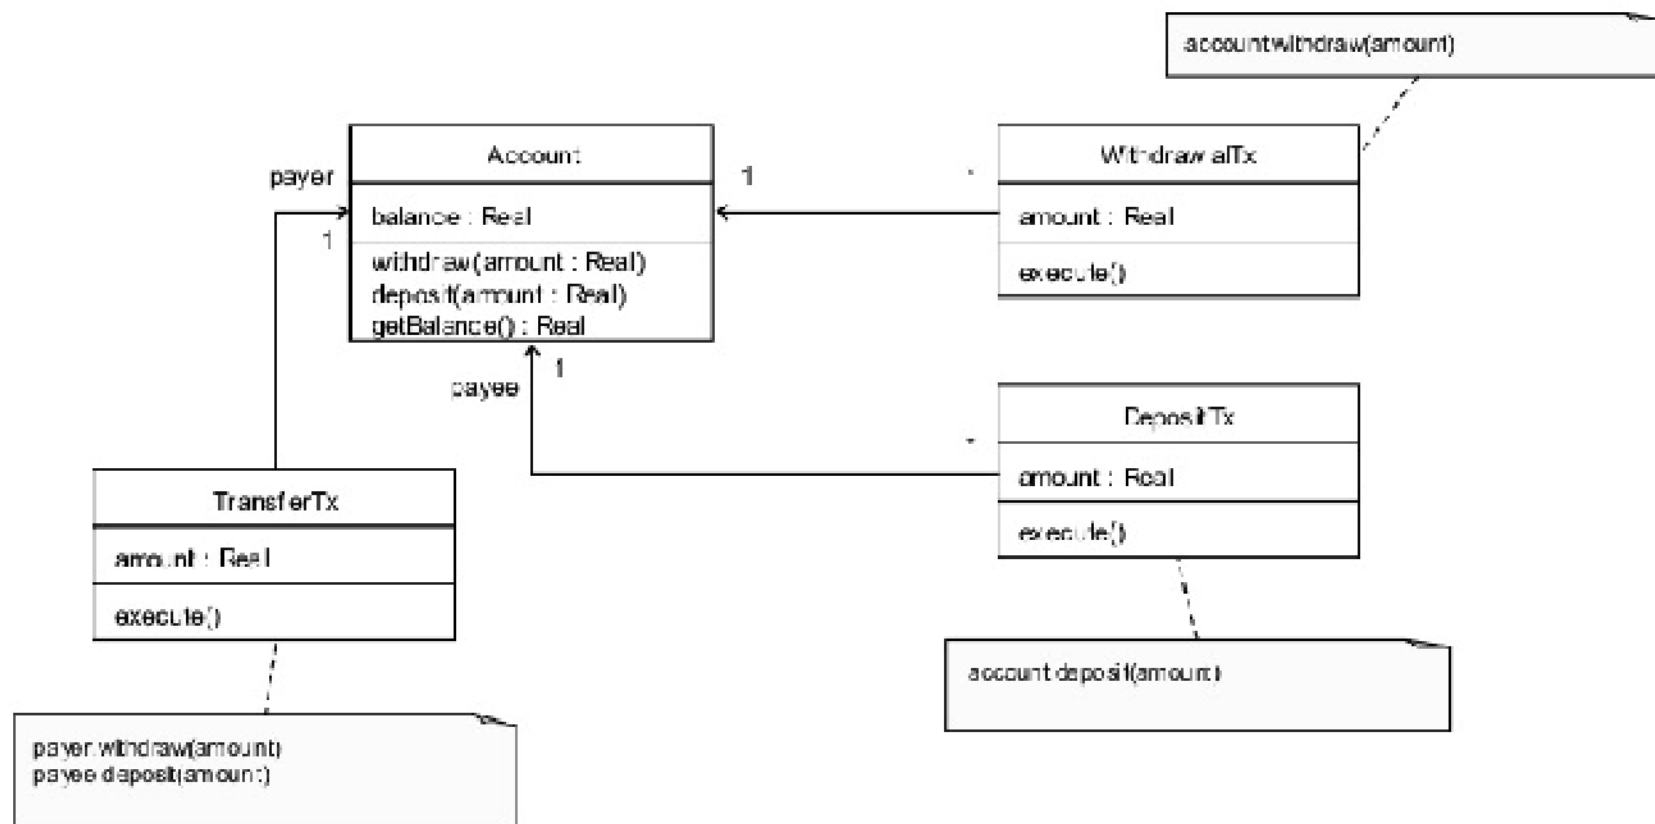 account.withdraw(amount)
Account
WithdrawalTx
payer
1
*
balance : Real
amount : Real
1
withdraw(amount : Real)
execute()
deposit(amount : Real)
getBalance() : Real
1
payee
DepositTx
*
amount : Real
TransferTx
execute()
amount : Real
execute()
account.deposit(amount)
payer.withdraw(amount)
payee.deposit(amount)